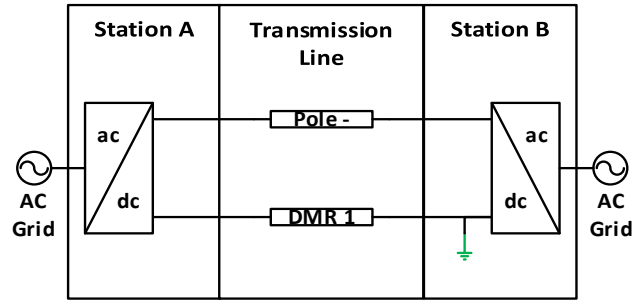 Station A
Transmission
Line
Station B
ac
dc
Pole -
DMR 1
ac
dc
AC
Grid
AC
Grid